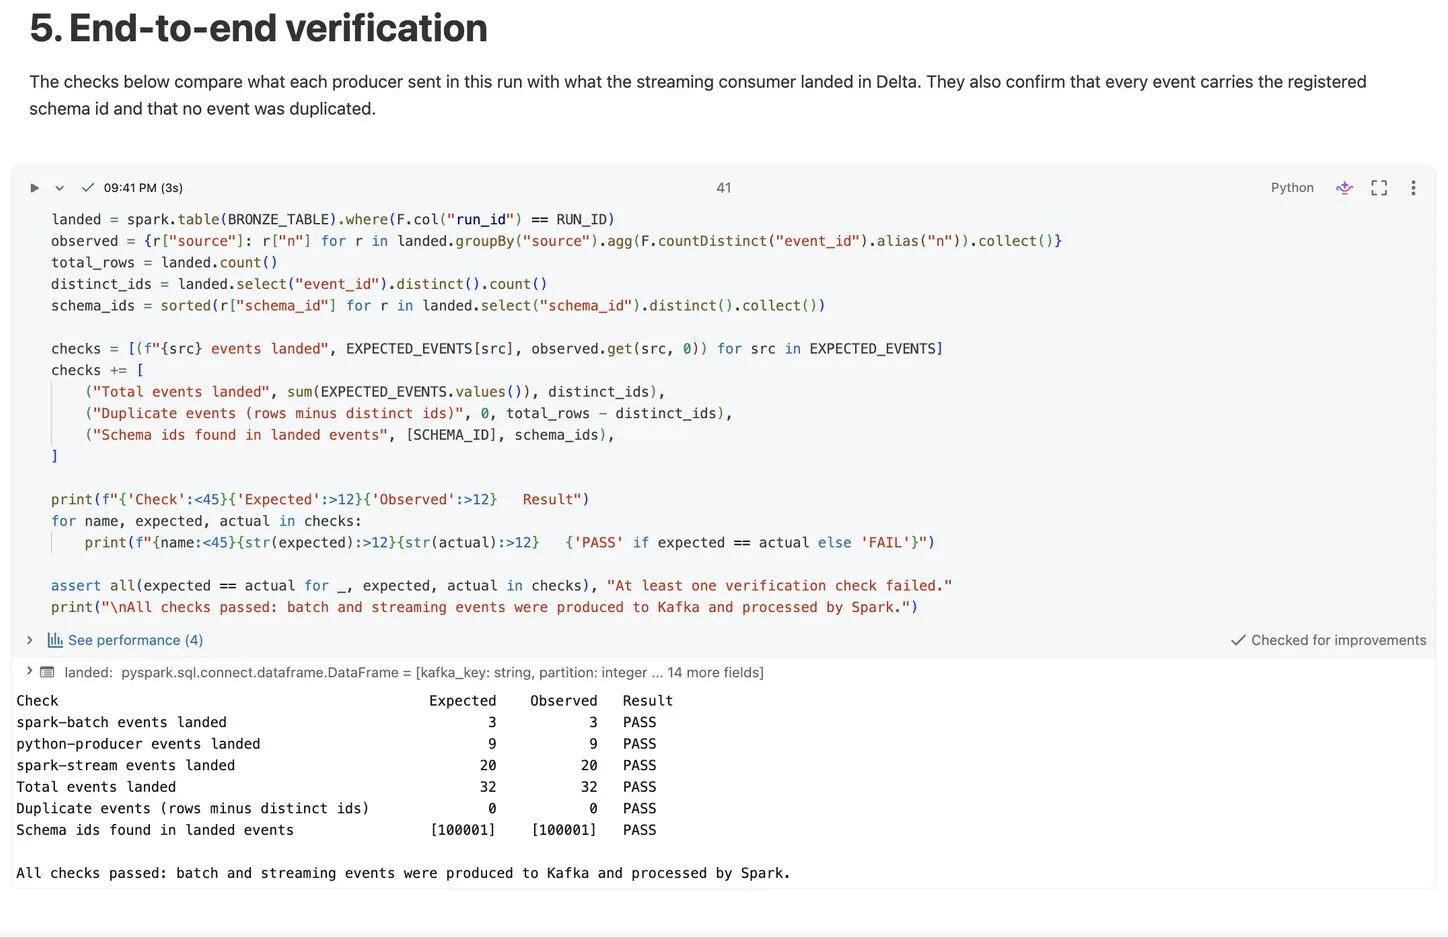 5. End-to-end verification
The checks below compare what each producer sent in this run with what the streaming consumer landed in Delta. They also confirm that every event carries the registered
schema id and that no event was duplicated.
09:41 PM (3s)
41
Python
landed = spark.table(BRONZE_TABLE).where(F.col("run_id") == RUN_ID)
observed = {r["source"]: r["n"] for r in landed.groupBy("source").agg(F.countDistinct("event_id").alias("n")).collect()}
total_rows = landed.count()
distinct_ids = landed.select("event_id").distinct().count()
schema_ids = sorted(r["schema_id"] for r in landed.select("schema_id").distinct().collect())
checks = [(f"{src} events landed", EXPECTED_EVENTS[src], observed.get(src, 0)) for src in EXPECTED_EVENTS]
checks += [
("Total events landed", sum(EXPECTED_EVENTS.values()), distinct_ids),
("Duplicate events (rows minus distinct ids)", 0, total_rows - distinct_ids),
("Schema ids found in landed events", [SCHEMA_ID], schema_ids),
]
print(f"{'Check':<45}{'Expected':>12}{'Observed':>12}   Result")
for name, expected, actual in checks:
print(f"{name:<45}{str(expected):>12}{str(actual):>12}   {'PASS' if expected == actual else 'FAIL'}")
assert all(expected == actual for _, expected, actual in checks), "At least one verification check failed."
print("\nAll checks passed: batch and streaming events were produced to Kafka and processed by Spark.")
See performance (4)
Checked for improvements
landed: pyspark.sql.connect.dataframe.DataFrame = [kafka_key: string, partition: integer ... 14 more fields]
Check Expected Observed Result
spark-batch events landed 3 3 PASS
python-producer events landed 9 9 PASS
spark-stream events landed 20 20 PASS
Total events landed 32 32 PASS
Duplicate events (rows minus distinct ids) 0 0 PASS
Schema ids found in landed events [100001] [100001] PASS
All checks passed: batch and streaming events were produced to Kafka and processed by Spark.